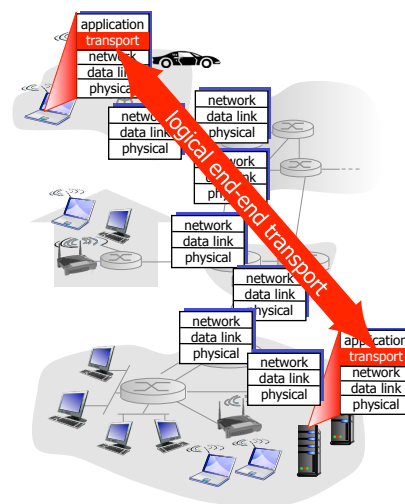 application
transport
network
data link
physical
network
data link
physical
network
data link
physical
network
data link
physical
logical end-end transport
network
data link
physical
network
data link
physical
network
data link
physical
network
data link
physical
application
transport
network
data link
physical